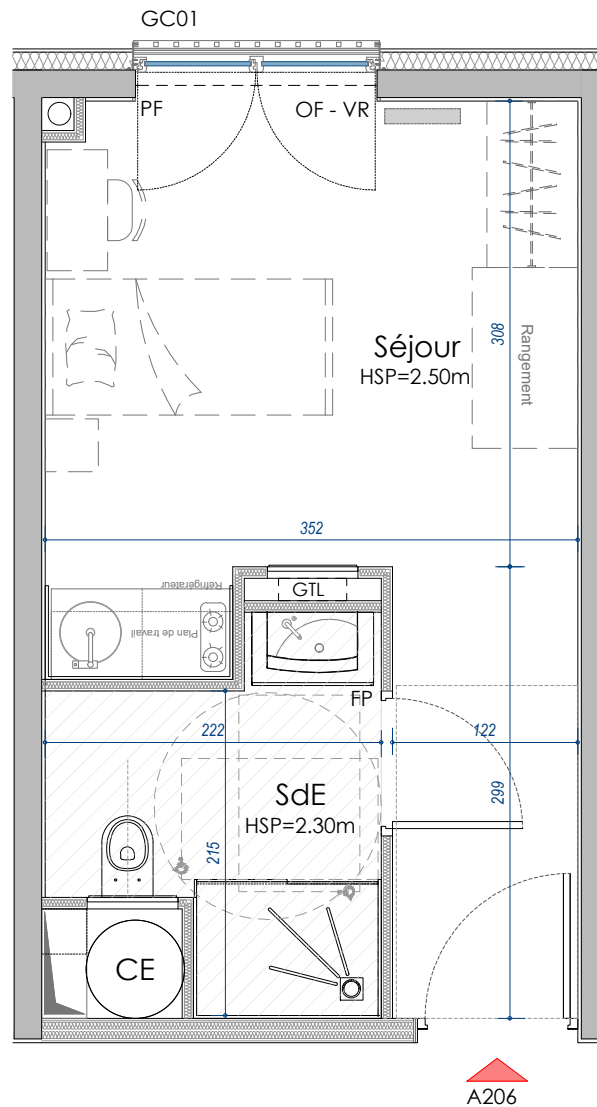 GC01
PF
OF - VR
Séjour
HSP=2.50m
308
Rangement
352
Réfrigérateur
Plan de travail
GTL
FP
222
122
SdE
HSP=2.30m
299
215
CE
A206